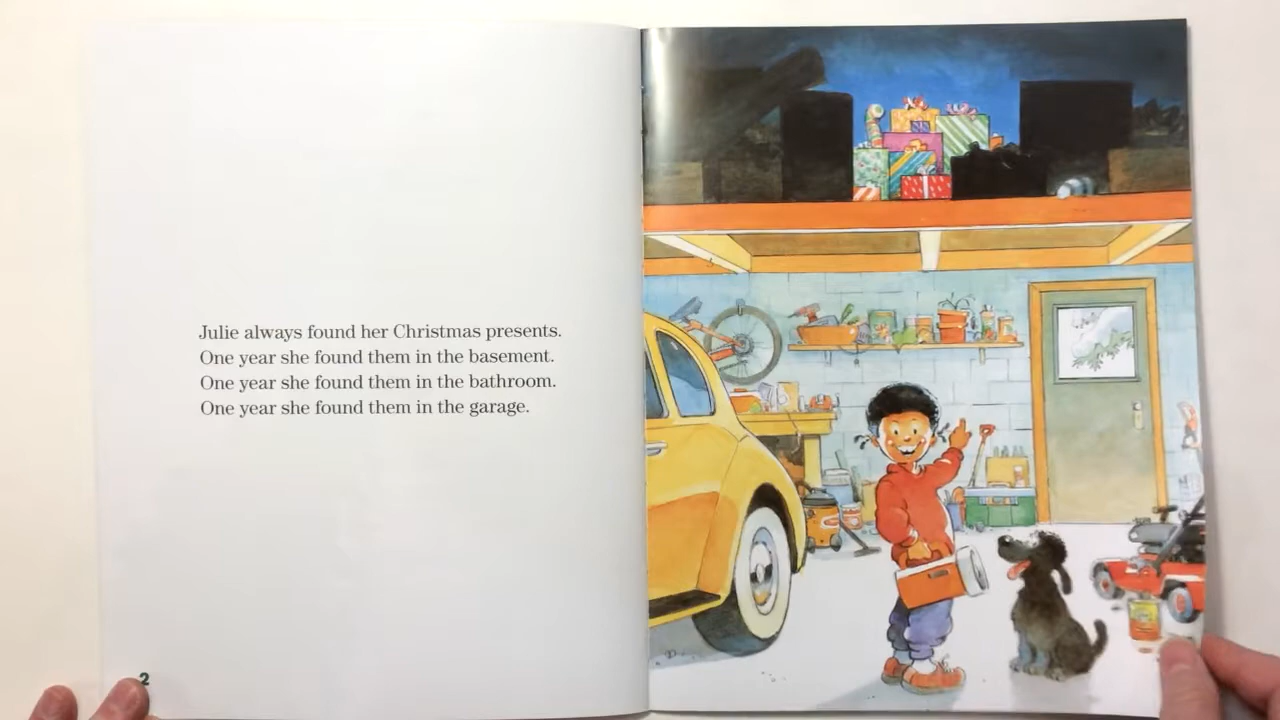 Julie always found her Christmas presents.
One year she found them in the basement.
One year she found them in the bathroom.
One year she found them in the garage.
2